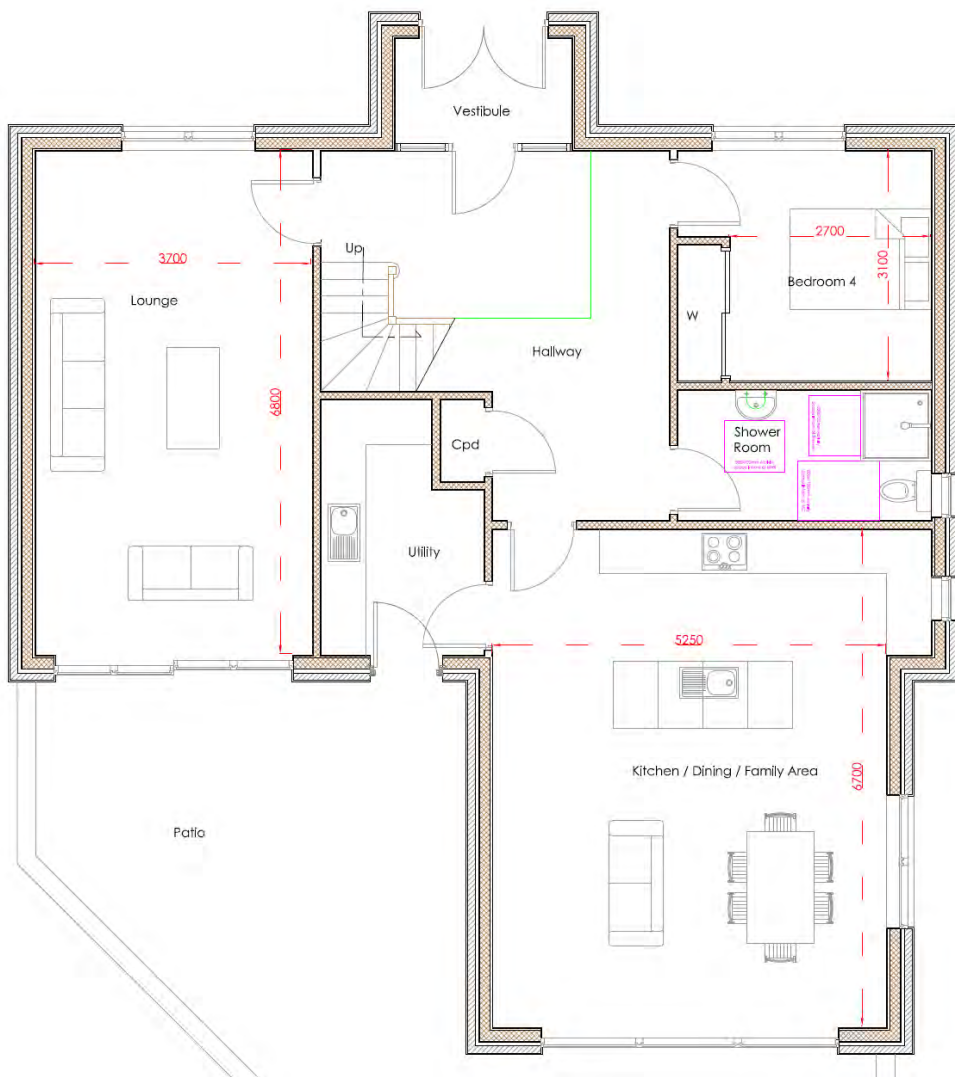 Vestibule
Up
3700
Lounge
2700
3100
Bedroom 4
W
Hallway
6800
Cpd
Shower
Room
Utility
5250
Kitchen / Dining / Family Area
6700
Patio